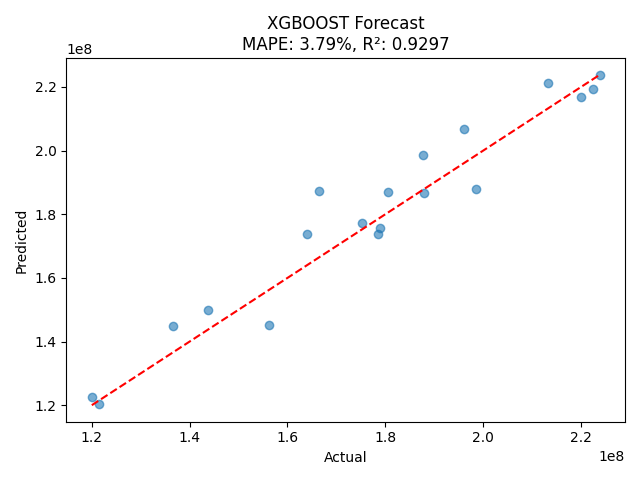 XGBOOST Forecast
MAPE: 3.79%, R²: 0.9297
1e8
2.2
2.0
1.8
1.6
1.4
1.2
Predicted
1.2 1.4 1.6 1.8 2.0 2.2
Actual
1e8